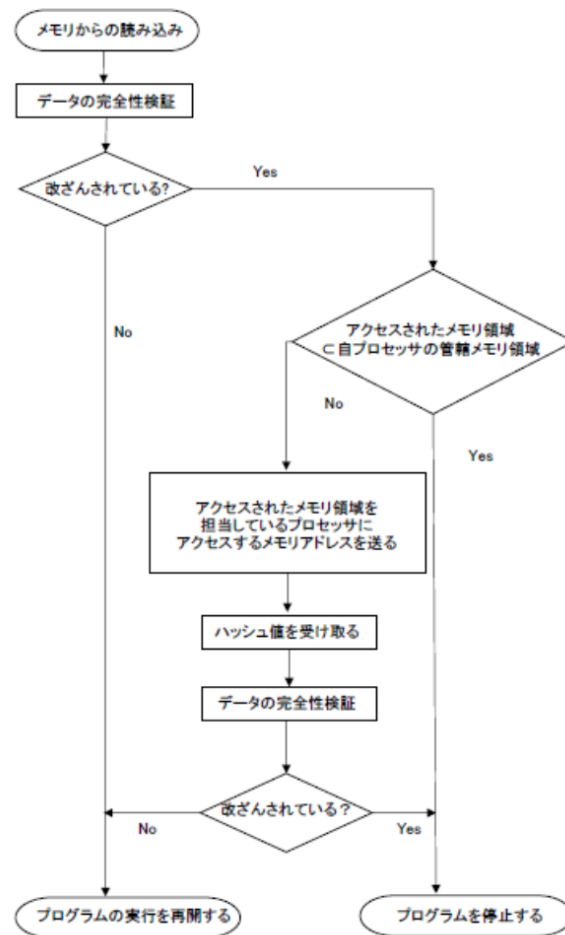 メモリからの読み込み
データの完全性検証
改ざんされている?
Yes
No
アクセスされたメモリ領域
⊂自プロセッサの管轄メモリ領域
No
Yes
アクセスされたメモリ領域を
担当しているプロセッサに
アクセスするメモリアドレスを送る
ハッシュ値を受け取る
データの完全性検証
改ざんされている?
No
Yes
プログラムの実行を再開する
プログラムを停止する